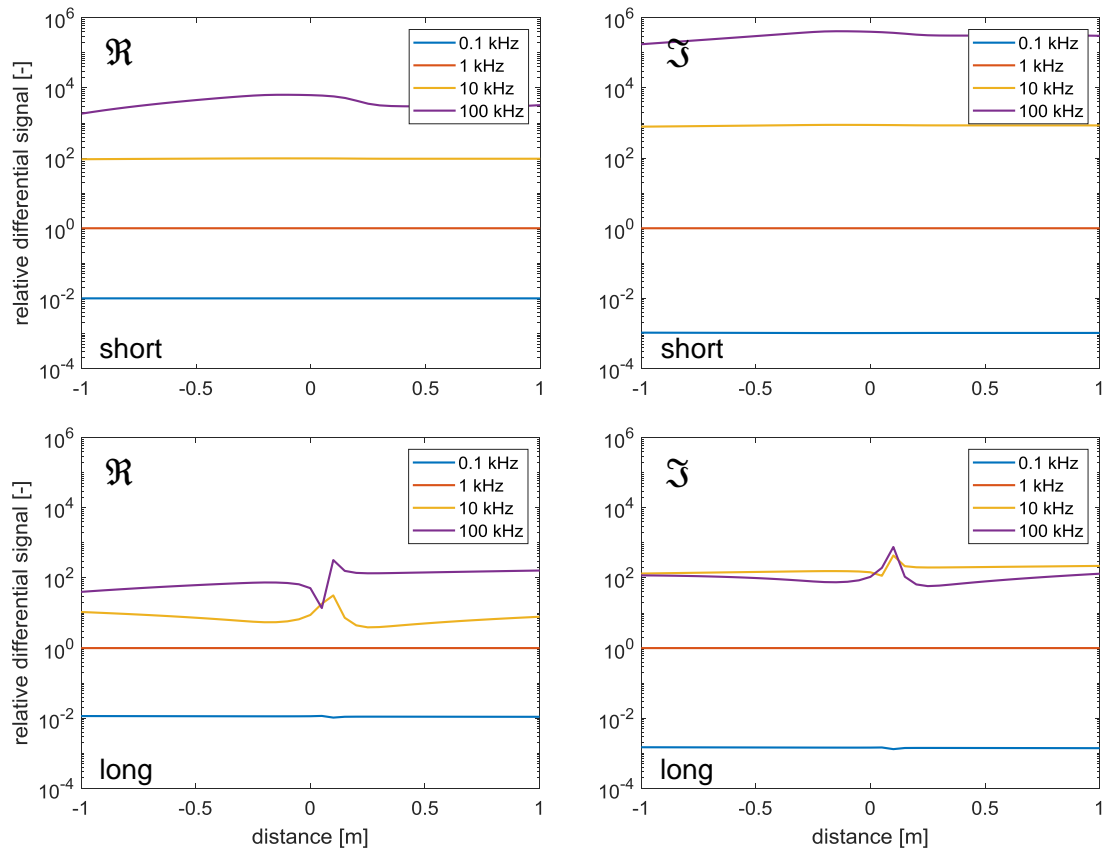 relative differential signal [-]
10^6
10^4
10^2
10^0
10^-2
10^-4
ℜ
0.1 kHz
1 kHz
10 kHz
100 kHz
short
-1
-0.5
0
0.5
1
10^6
10^4
10^2
10^0
10^-2
10^-4
ℑ
0.1 kHz
1 kHz
10 kHz
100 kHz
short
-1
-0.5
0
0.5
1
relative differential signal [-]
10^6
10^4
10^2
10^0
10^-2
10^-4
ℜ
0.1 kHz
1 kHz
10 kHz
100 kHz
long
-1
-0.5
0
0.5
1
distance [m]
10^6
10^4
10^2
10^0
10^-2
10^-4
ℑ
0.1 kHz
1 kHz
10 kHz
100 kHz
long
-1
-0.5
0
0.5
1
distance [m]